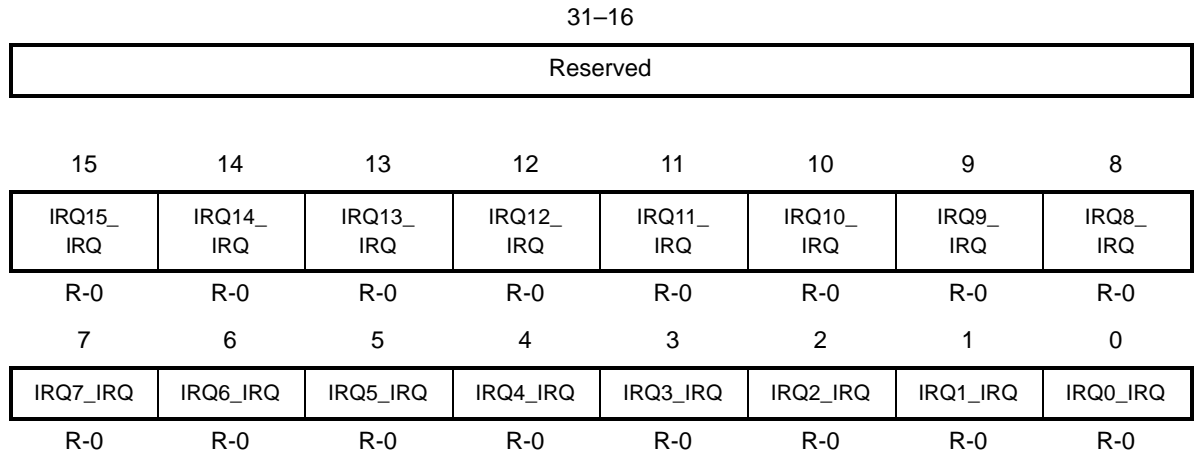 31–16
Reserved
15 14 13 12 11 10 9 8
IRQ15_ IRQ14_ IRQ13_ IRQ12_ IRQ11_ IRQ10_ IRQ9_ IRQ8_
IRQ IRQ IRQ IRQ IRQ IRQ IRQ IRQ
R-0 R-0 R-0 R-0 R-0 R-0 R-0 R-0
7 6 5 4 3 2 1 0
IRQ7_IRQ IRQ6_IRQ IRQ5_IRQ IRQ4_IRQ IRQ3_IRQ IRQ2_IRQ IRQ1_IRQ IRQ0_IRQ
R-0 R-0 R-0 R-0 R-0 R-0 R-0 R-0